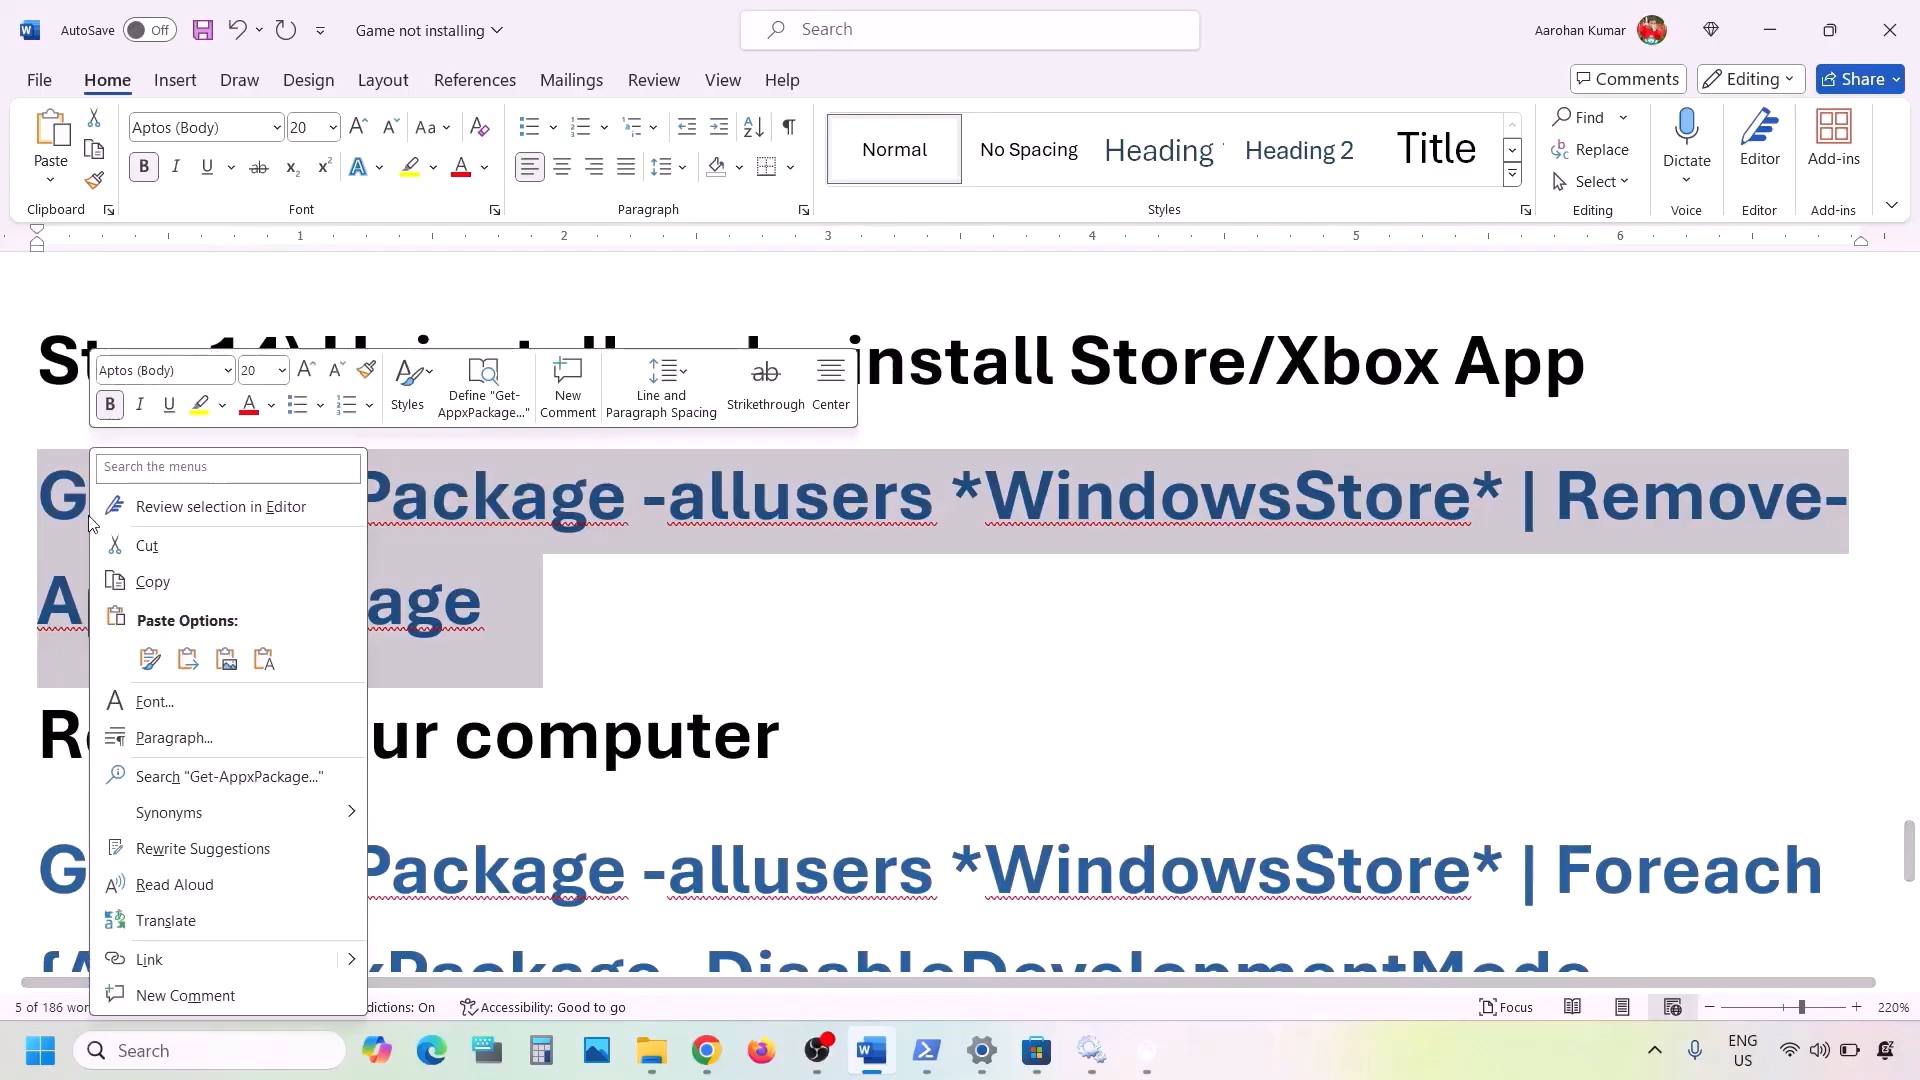 AutoSave Off
Game not installing
Search
Aarohan Kumar
File Home Insert Draw Design Layout References Mailings Review View Help
Comments Editing Share
Paste
Aptos (Body) 20
Normal No Spacing Heading Heading 2 Title
Find
Replace
Select
Dictate Editor Add-ins
Clipboard Font Paragraph Styles Editing Voice Editor Add-ins
1 2 3 4 5 6
install Store/Xbox App
Aptos (Body) 20
B I U
Styles
Define "Get-
AppxPackage..."
New
Comment
Line and
Paragraph Spacing
Strikethrough
Center
Package -allusers *WindowsStore* | Remove-
age
ur computer
Package -allusers *WindowsStore* | Foreach
Search the menus
Review selection in Editor
Cut
Copy
Paste Options:
Font...
Paragraph...
Search "Get-AppxPackage..."
Synonyms
Rewrite Suggestions
Read Aloud
Translate
Link
New Comment
5 of 186 wor
dictions: On
Accessibility: Good to go
Focus
220%
Search
ENG
US